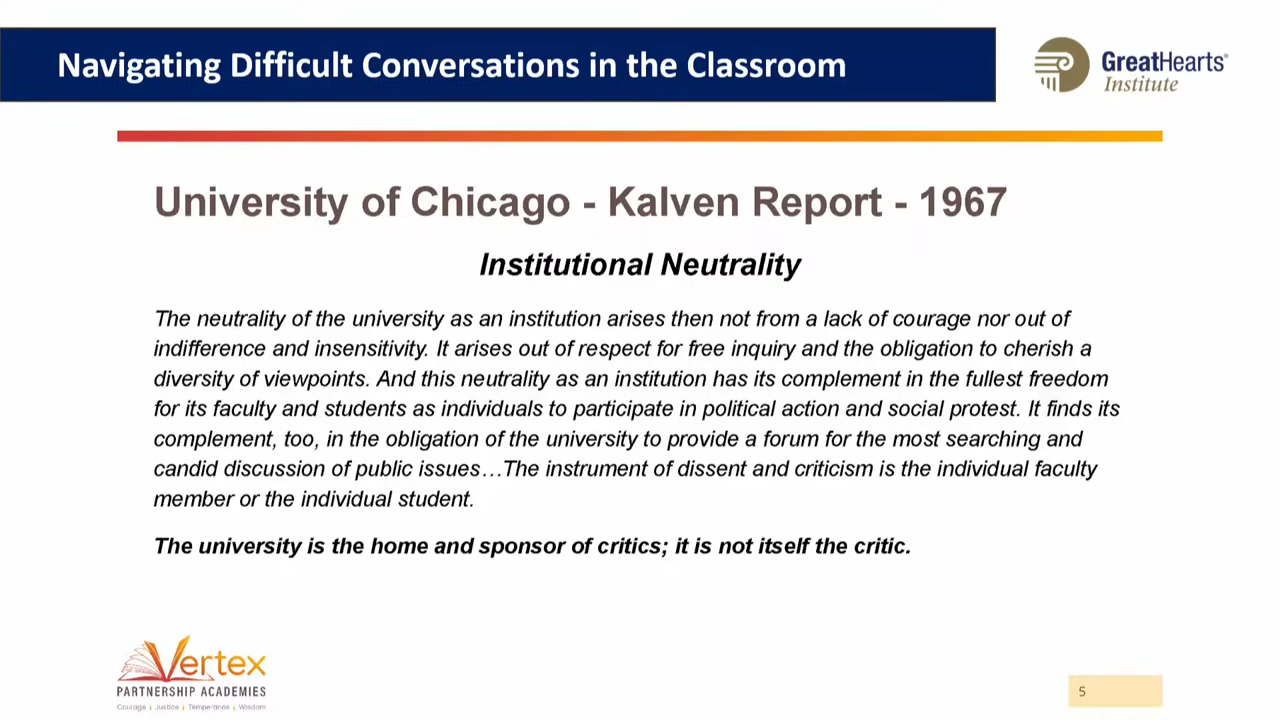 Navigating Difficult Conversations in the Classroom
GreatHearts®
Institute
University of Chicago - Kalven Report - 1967
Institutional Neutrality
The neutrality of the university as an institution arises then not from a lack of courage nor out of
indifference and insensitivity. It arises out of respect for free inquiry and the obligation to cherish a
diversity of viewpoints. And this neutrality as an institution has its complement in the fullest freedom
for its faculty and students as individuals to participate in political action and social protest. It finds its
complement, too, in the obligation of the university to provide a forum for the most searching and
candid discussion of public issues…The instrument of dissent and criticism is the individual faculty
member or the individual student.
The university is the home and sponsor of critics; it is not itself the critic.
Vertex
PARTNERSHIP ACADEMIES
Courage | Justice | Temperance | Wisdom
5